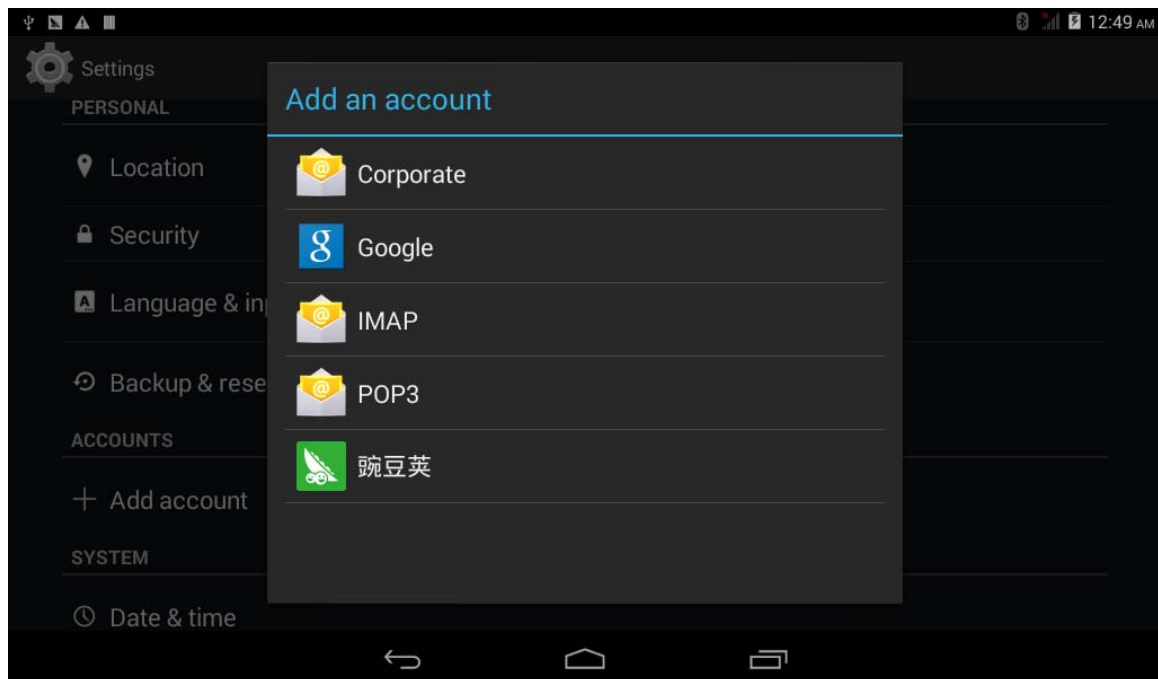 12:49 AM
Settings
PERSONAL
Location
Security
Language & in
Backup & rese
ACCOUNTS
+ Add account
SYSTEM
Date & time
Add an account
Corporate
Google
IMAP
POP3
豌豆荚